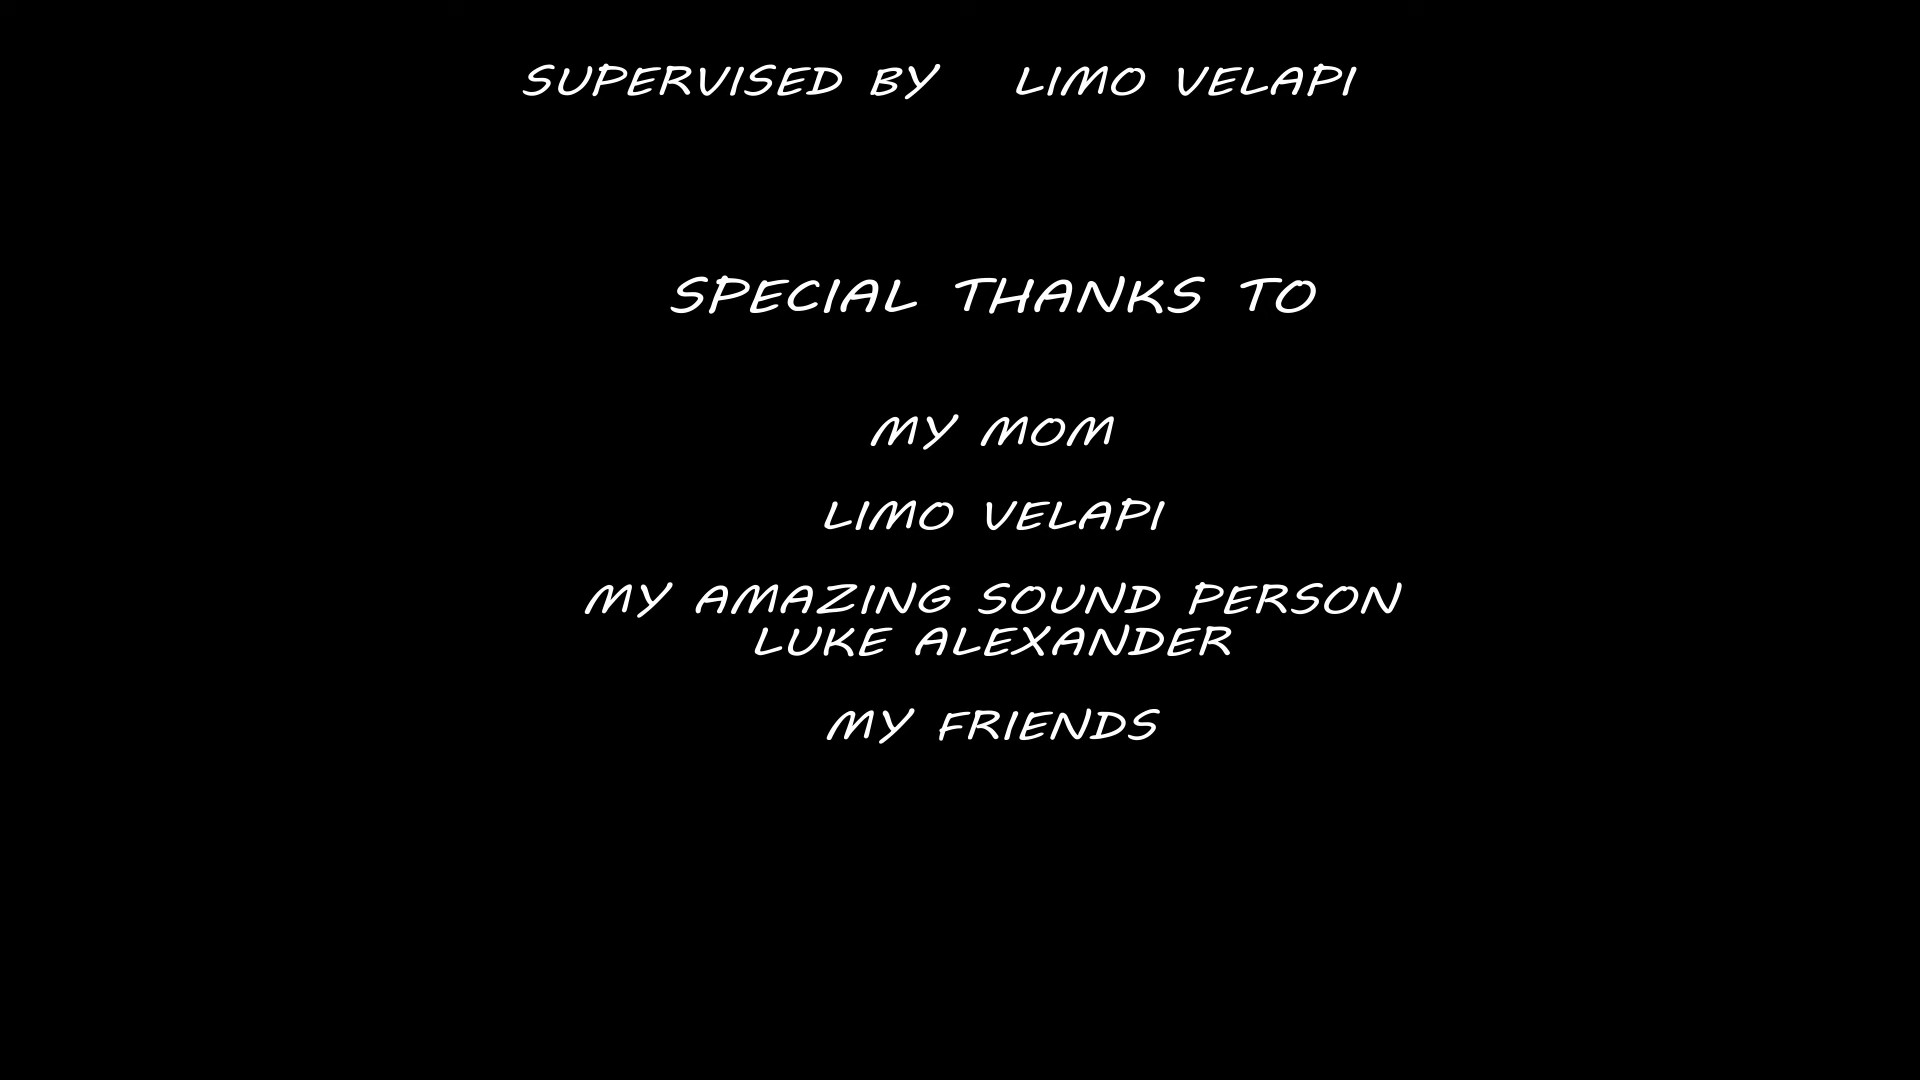 SUPERVISED BY LIMO VELAPI
SPECIAL THANKS TO
MY MOM
LIMO VELAPI
MY AMAZING SOUND PERSON
LUKE ALEXANDER
MY FRIENDS